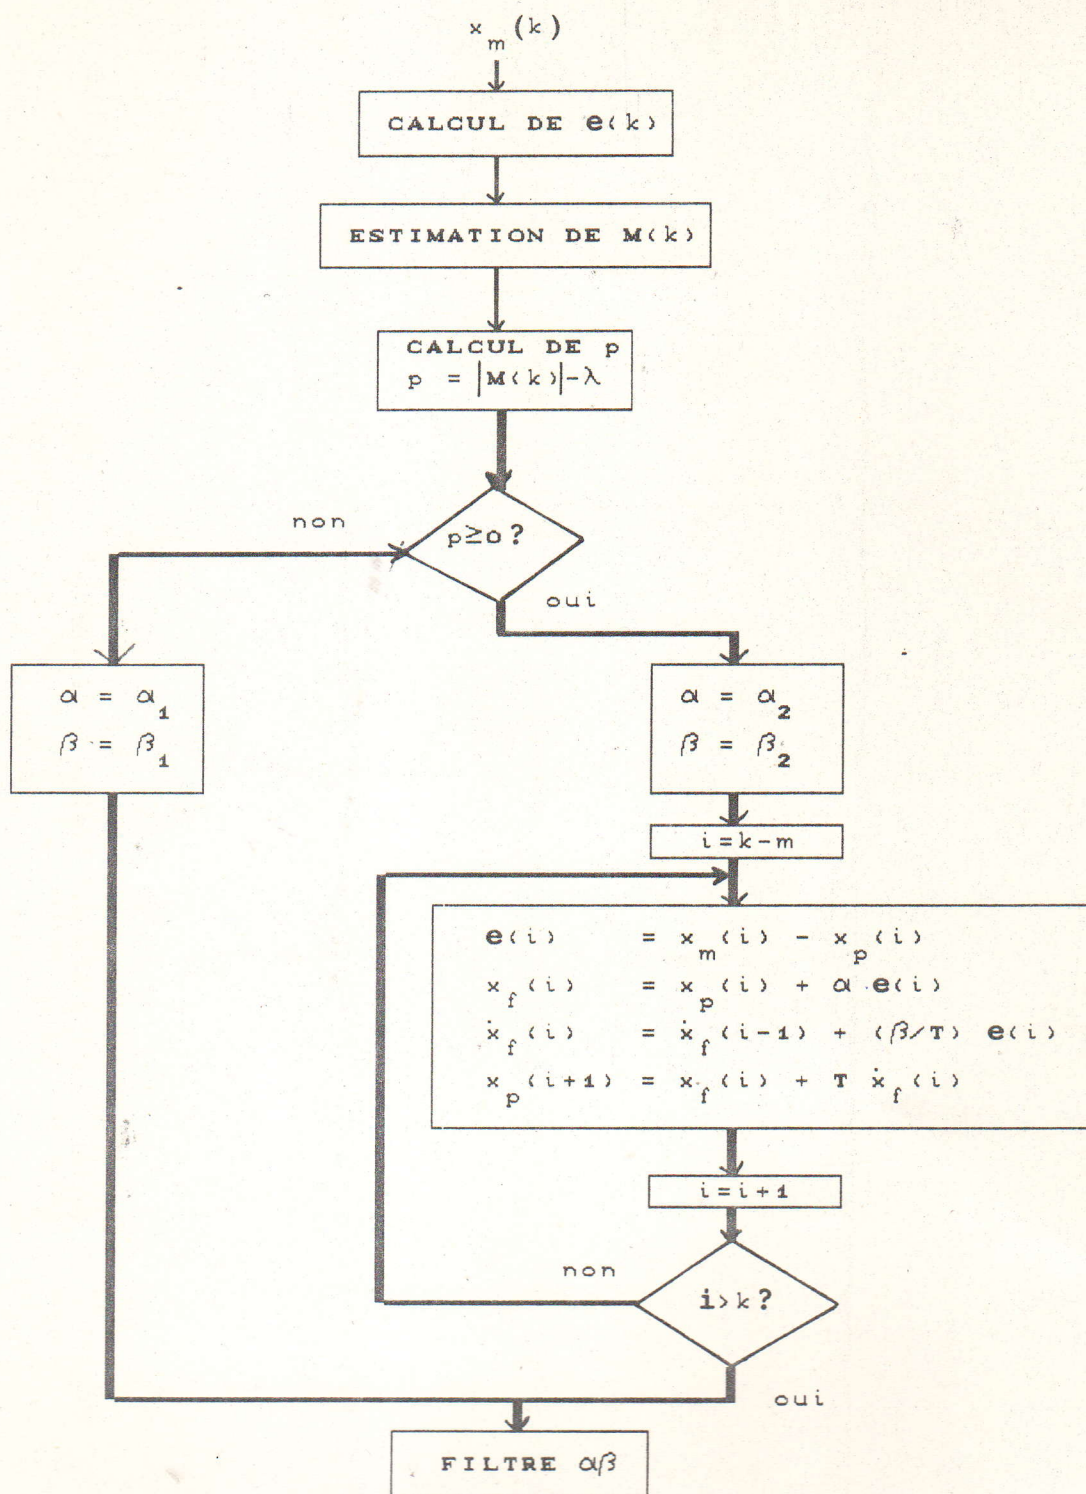 x_m(k)
CALCUL DE e(k)
ESTIMATION DE M(k)
CALCUL DE p
p = |M(k)|-λ
non
p≥0?
oui
α = α_1
β = β_1
α = α_2
β = β_2
i=k-m
e(i) = x_m(i) - x_p(i)
x_f(i) = x_p(i) + α e(i)
ẋ_f(i) = ẋ_f(i-1) + (β/T) e(i)
x_p(i+1) = x_f(i) + T ẋ_f(i)
i=i+1
non
i>k?
oui
FILTRE αβ